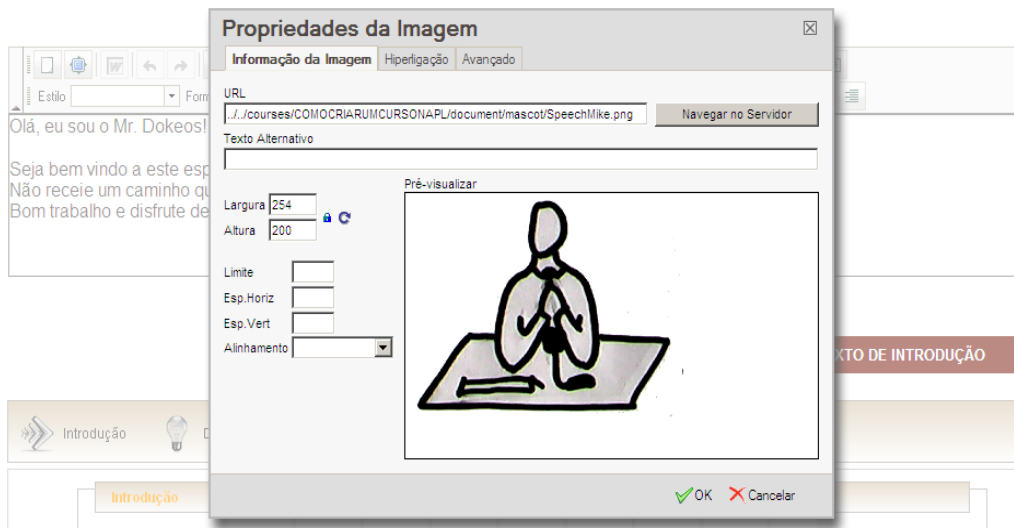 Propriedades da Imagem
Informação da Imagem Hiperligação Avançado
URL
../../courses/COMOCRIARUMCURSONAPL/document/mascot/SpeechMike.png Navegar no Servidor
Texto Alternativo
Pré-visualizar
Largura 254
Altura 200
Limite
Esp.Horiz
Esp.Vert
Alinhamento
OK Cancelar
Estilo Form
Olá, eu sou o Mr. Dokeos!
Seja bem vindo a este esp
Não receie um caminho qu
Bom trabalho e disfrute de
XTO DE INTRODUÇÃO
Introdução D
Introdução